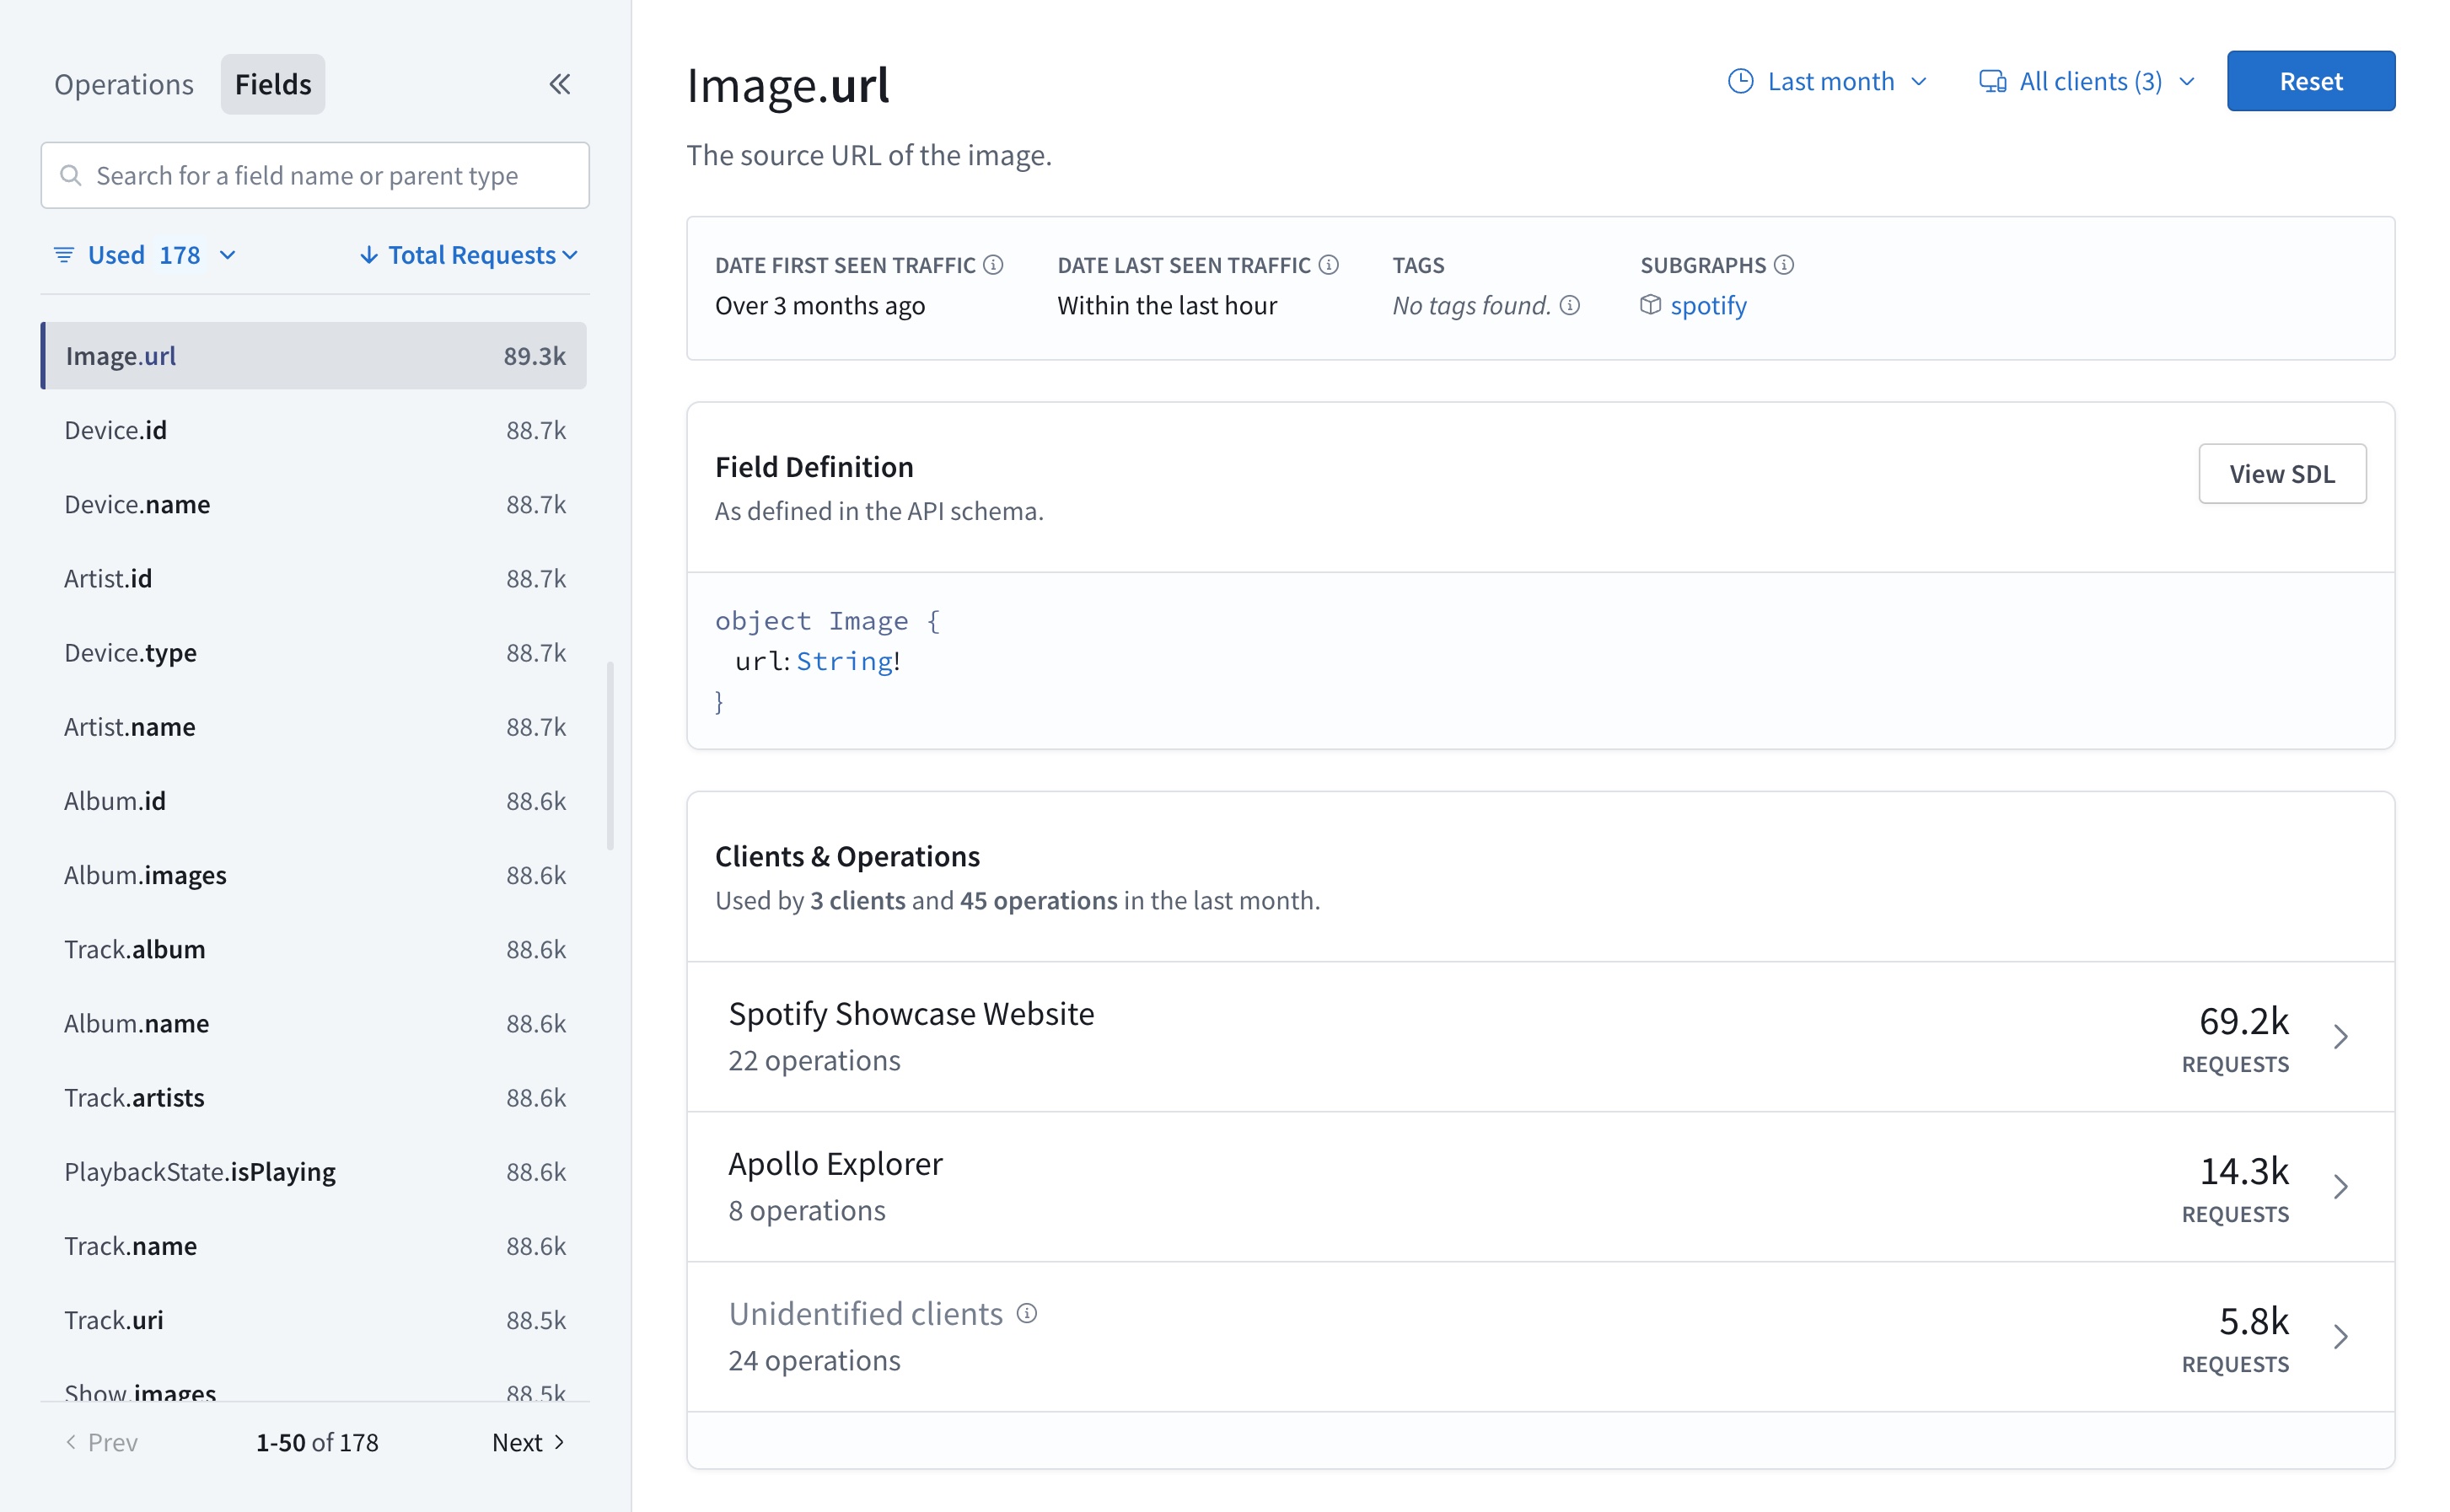 Operations Fields
Search for a field name or parent type
Used 178 Total Requests
Image.url 89.3k
Device.id 88.7k
Device.name 88.7k
Artist.id 88.7k
Device.type 88.7k
Artist.name 88.7k
Album.id 88.6k
Album.images 88.6k
Track.album 88.6k
Album.name 88.6k
Track.artists 88.6k
PlaybackState.isPlaying 88.6k
Track.name 88.6k
Track.uri 88.5k
Show.images 88.5k
Prev 1-50 of 178 Next
Image.url
Last month All clients (3) Reset
The source URL of the image.
DATE FIRST SEEN TRAFFIC
Over 3 months ago
DATE LAST SEEN TRAFFIC
Within the last hour
TAGS
No tags found.
SUBGRAPHS
spotify
Field Definition
As defined in the API schema.
View SDL
object Image {
url: String!
}
Clients & Operations
Used by 3 clients and 45 operations in the last month.
Spotify Showcase Website
22 operations
69.2k
REQUESTS
Apollo Explorer
8 operations
14.3k
REQUESTS
Unidentified clients
24 operations
5.8k
REQUESTS